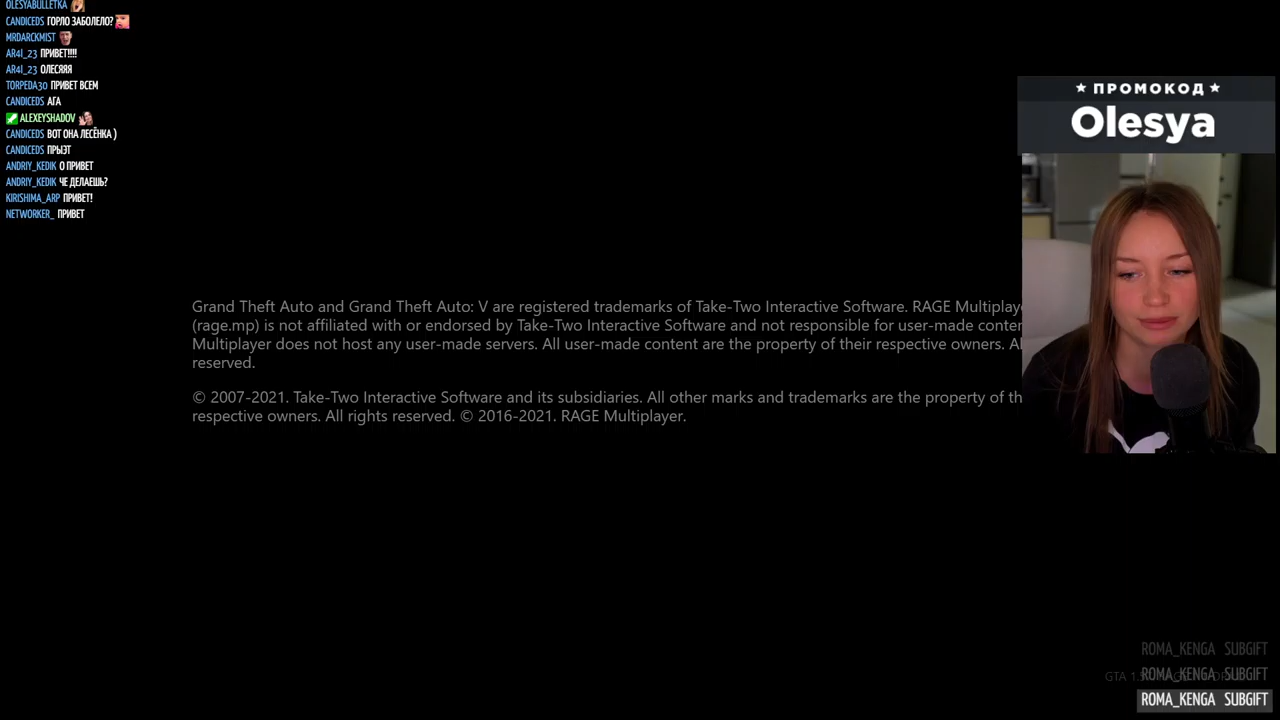 OLESYABULLETKA
CANDICEDS ГОРЛО ЗАБОЛЕЛО?
MRDARCKMIST
AR4I_23 ПРИВЕТ!!!!
AR4I_23 ОЛЕСЯЯЯ
TORPEDA30 ПРИВЕТ ВСЕМ
CANDICEDS АГА
ALEXEYSHADOV
CANDICEDS ВОТ ОНА ЛЕСЁНКА )
CANDICEDS ПРЫЭТ
ANDRIY_KEDIK О ПРИВЕТ
ANDRIY_KEDIK ЧЕ ДЕЛАЕШЬ?
KIRISHIMA_ARP ПРИВЕТ!
NETWORKER_ ПРИВЕТ
★ ПРОМОКОД ★
Olesya
Grand Theft Auto and Grand Theft Auto: V are registered trademarks of Take-Two Interactive Software. RAGE Multiplaye
(rage.mp) is not affiliated with or endorsed by Take-Two Interactive Software and not responsible for user-made conten
Multiplayer does not host any user-made servers. All user-made content are the property of their respective owners. Al
reserved.
© 2007-2021. Take-Two Interactive Software and its subsidiaries. All other marks and trademarks are the property of th
respective owners. All rights reserved. © 2016-2021. RAGE Multiplayer.
ROMA_KENGA SUBGIFT
ROMA_KENGA SUBGIFT
GTA
ROMA_KENGA SUBGIFT